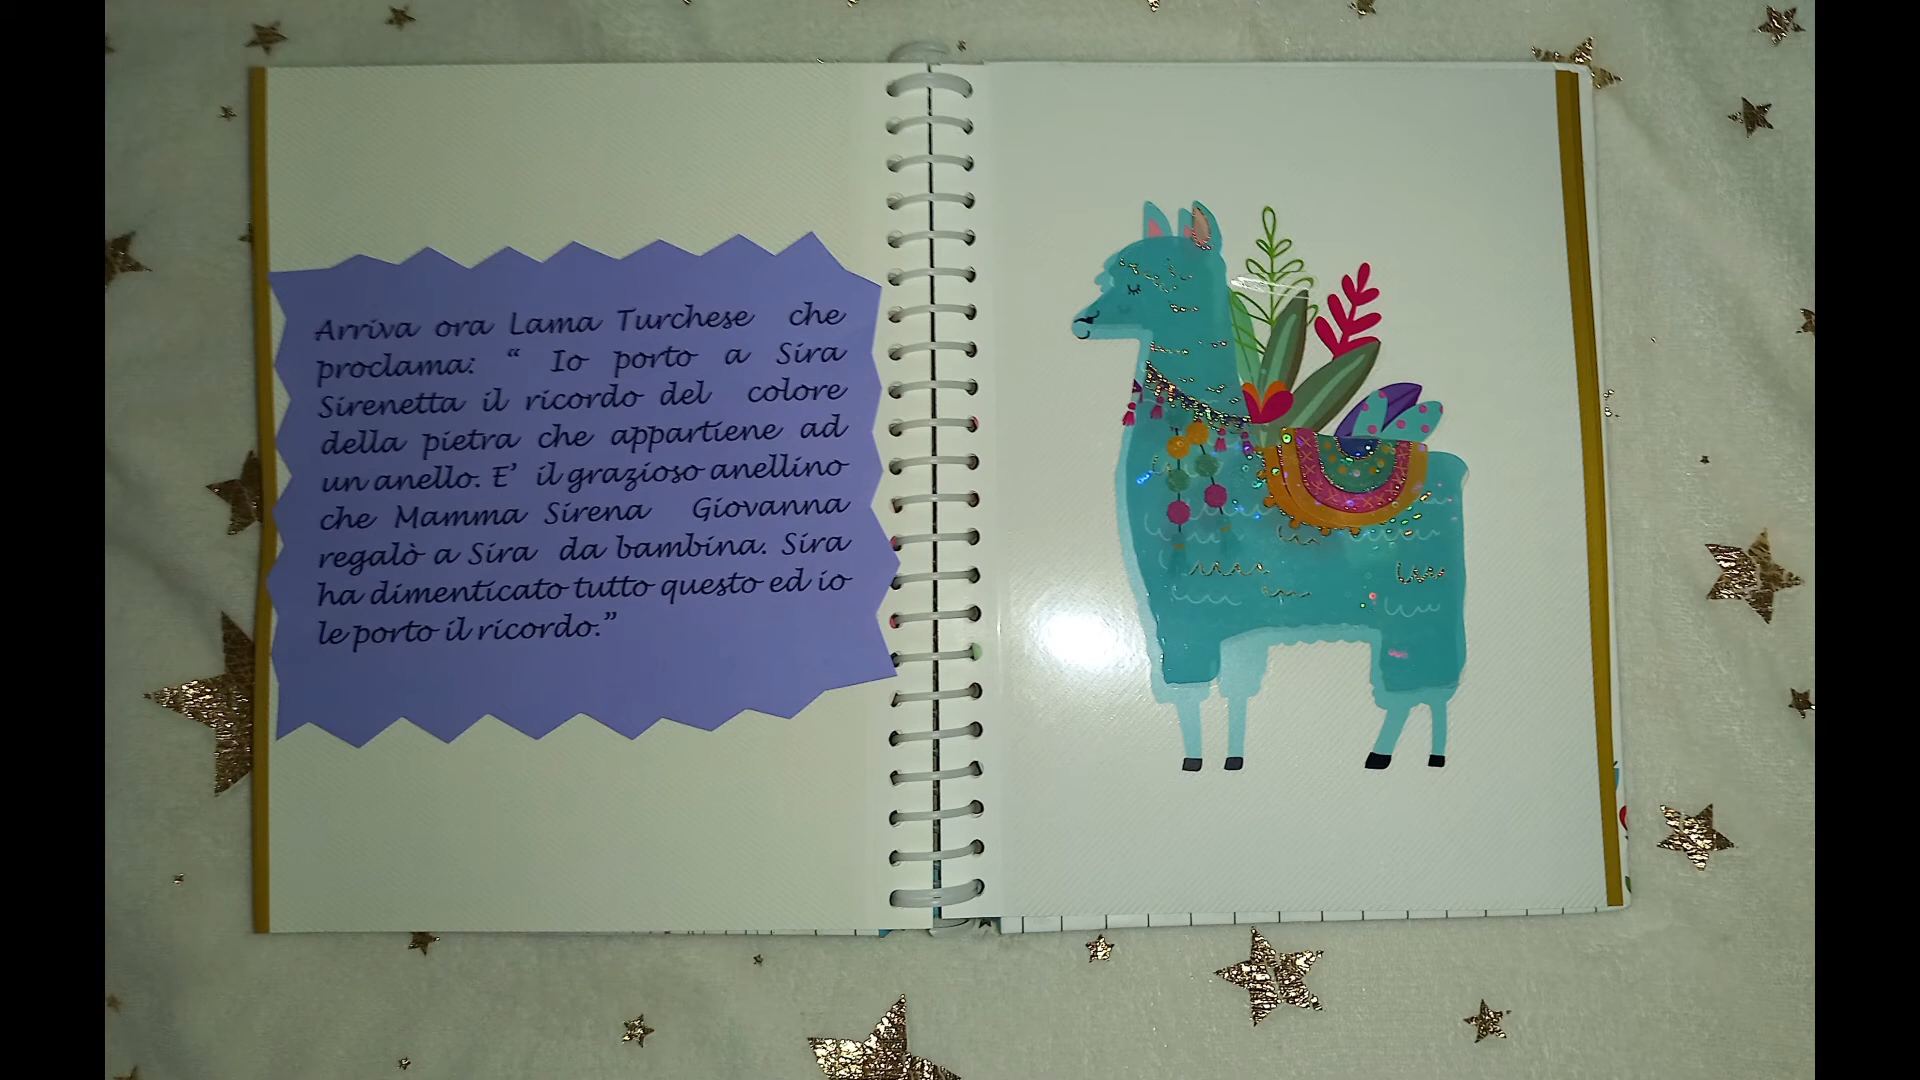 Arriva ora Lama Turchese che
proclama: “ Io porto a Sira
Sirenetta il ricordo del colore
della pietra che appartiene ad
un anello. E’ il grazioso anellino
che Mamma Sirena Giovanna
regalò a Sira da bambina. Sira
ha dimenticato tutto questo ed io
le porto il ricordo.”